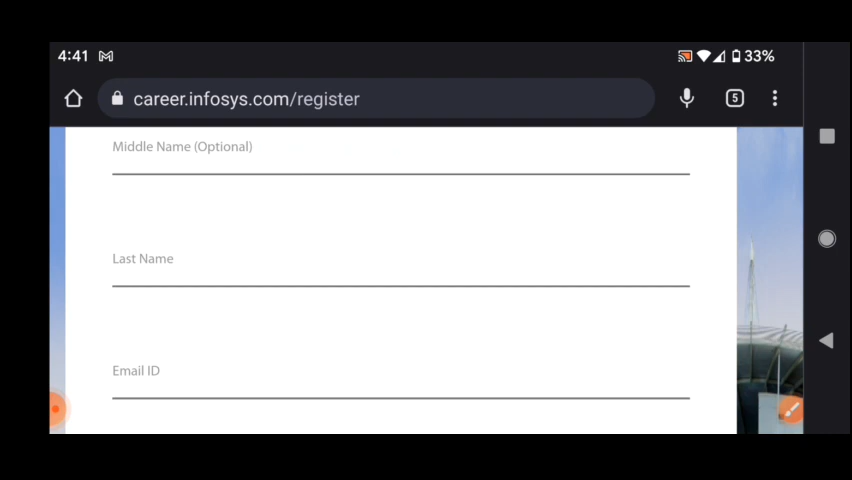 4:41
33%
career.infosys.com/register
5
Middle Name (Optional)
Last Name
Email ID